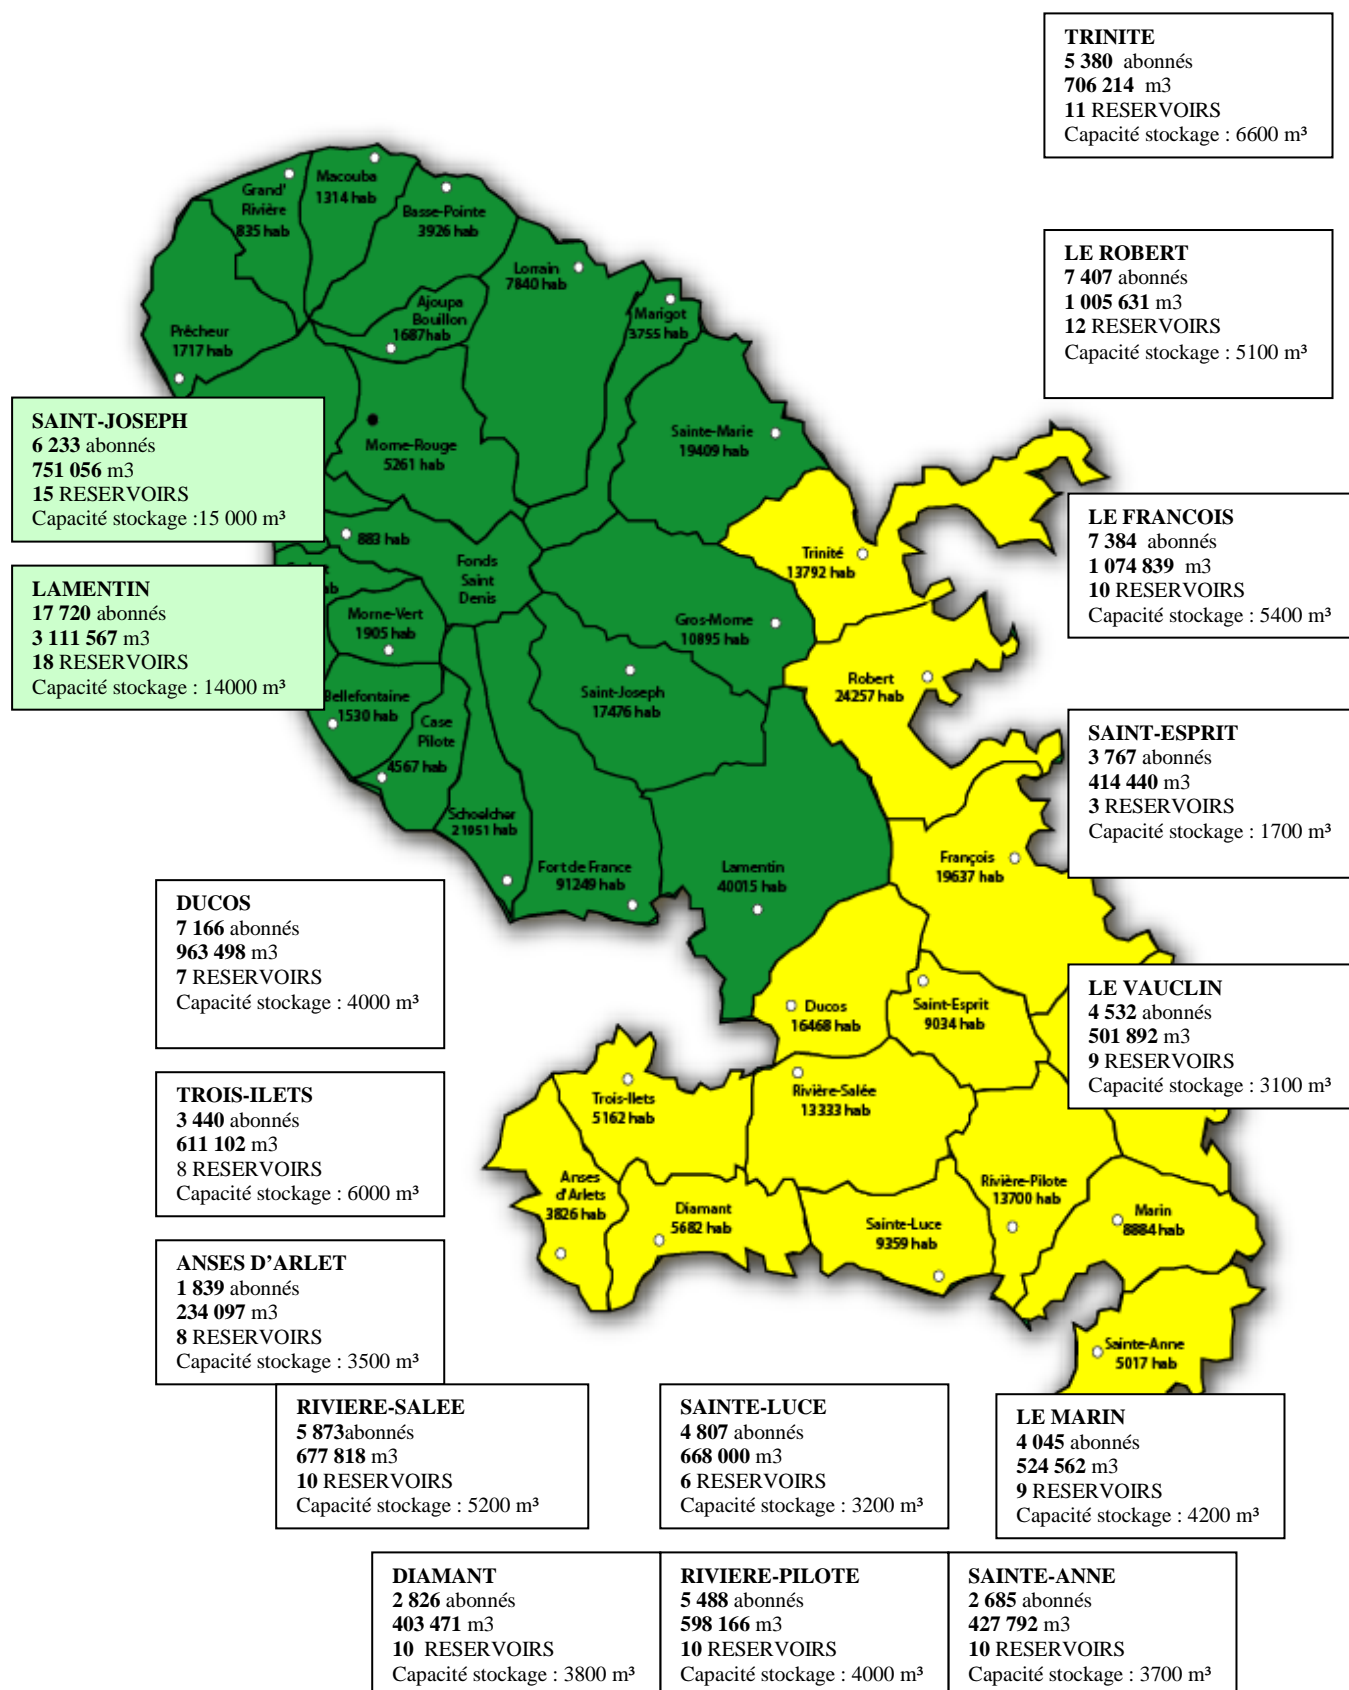 TRINITE
5 380 abonnés
706 214 m3
11 RESERVOIRS
Capacité stockage : 6600 m³
LE ROBERT
7 407 abonnés
1 005 631 m3
12 RESERVOIRS
Capacité stockage : 5100 m³
Grand'
Rivière
835 hab
Macouba
1314 hab
Basse-Pointe
3926 hab
Lorrain
7840 hab
Ajoupa
Bouillon
1687hab
Marigot
3755 hab
Prêcheur
1717 hab
Morne-Rouge
5261 hab
Sainte-Marie
19409 hab
SAINT-JOSEPH
6 233 abonnés
751 056 m3
15 RESERVOIRS
Capacité stockage :15 000 m³
LE FRANCOIS
7 384 abonnés
1 074 839 m3
10 RESERVOIRS
Capacité stockage : 5400 m³
883 hab
Fonds
Saint
Denis
Trinité
13792 hab
LAMENTIN
17 720 abonnés
3 111 567 m3
18 RESERVOIRS
Capacité stockage : 14000 m³
Morne-Vert
1905 hab
Gros-Morne
10895 hab
Saint-Joseph
17476 hab
Robert
24257 hab
Bellefontaine
1530 hab
Case
Pilote
4567 hab
SAINT-ESPRIT
3 767 abonnés
414 440 m3
3 RESERVOIRS
Capacité stockage : 1700 m³
Schoelcher
21951 hab
Fort de France
91249 hab
Lamentin
40015 hab
François
19637 hab
DUCOS
7 166 abonnés
963 498 m3
7 RESERVOIRS
Capacité stockage : 4000 m³
LE VAUCLIN
4 532 abonnés
501 892 m3
9 RESERVOIRS
Capacité stockage : 3100 m³
Ducos
16468 hab
Saint-Esprit
9034 hab
TROIS-ILETS
3 440 abonnés
611 102 m3
8 RESERVOIRS
Capacité stockage : 6000 m³
Trois-Ilets
5162 hab
Rivière-Salée
13333 hab
Anses
d'Arlets
3826 hab
Diamant
5682 hab
Sainte-Luce
9359 hab
Rivière-Pilote
13700 hab
Marin
8884 hab
ANSES D’ARLET
1 839 abonnés
234 097 m3
8 RESERVOIRS
Capacité stockage : 3500 m³
Sainte-Anne
5017 hab
RIVIERE-SALEE
5 873abonnés
677 818 m3
10 RESERVOIRS
Capacité stockage : 5200 m³
SAINTE-LUCE
4 807 abonnés
668 000 m3
6 RESERVOIRS
Capacité stockage : 3200 m³
LE MARIN
4 045 abonnés
524 562 m3
9 RESERVOIRS
Capacité stockage : 4200 m³
DIAMANT
2 826 abonnés
403 471 m3
10 RESERVOIRS
Capacité stockage : 3800 m³
RIVIERE-PILOTE
5 488 abonnés
598 166 m3
10 RESERVOIRS
Capacité stockage : 4000 m³
SAINTE-ANNE
2 685 abonnés
427 792 m3
10 RESERVOIRS
Capacité stockage : 3700 m³